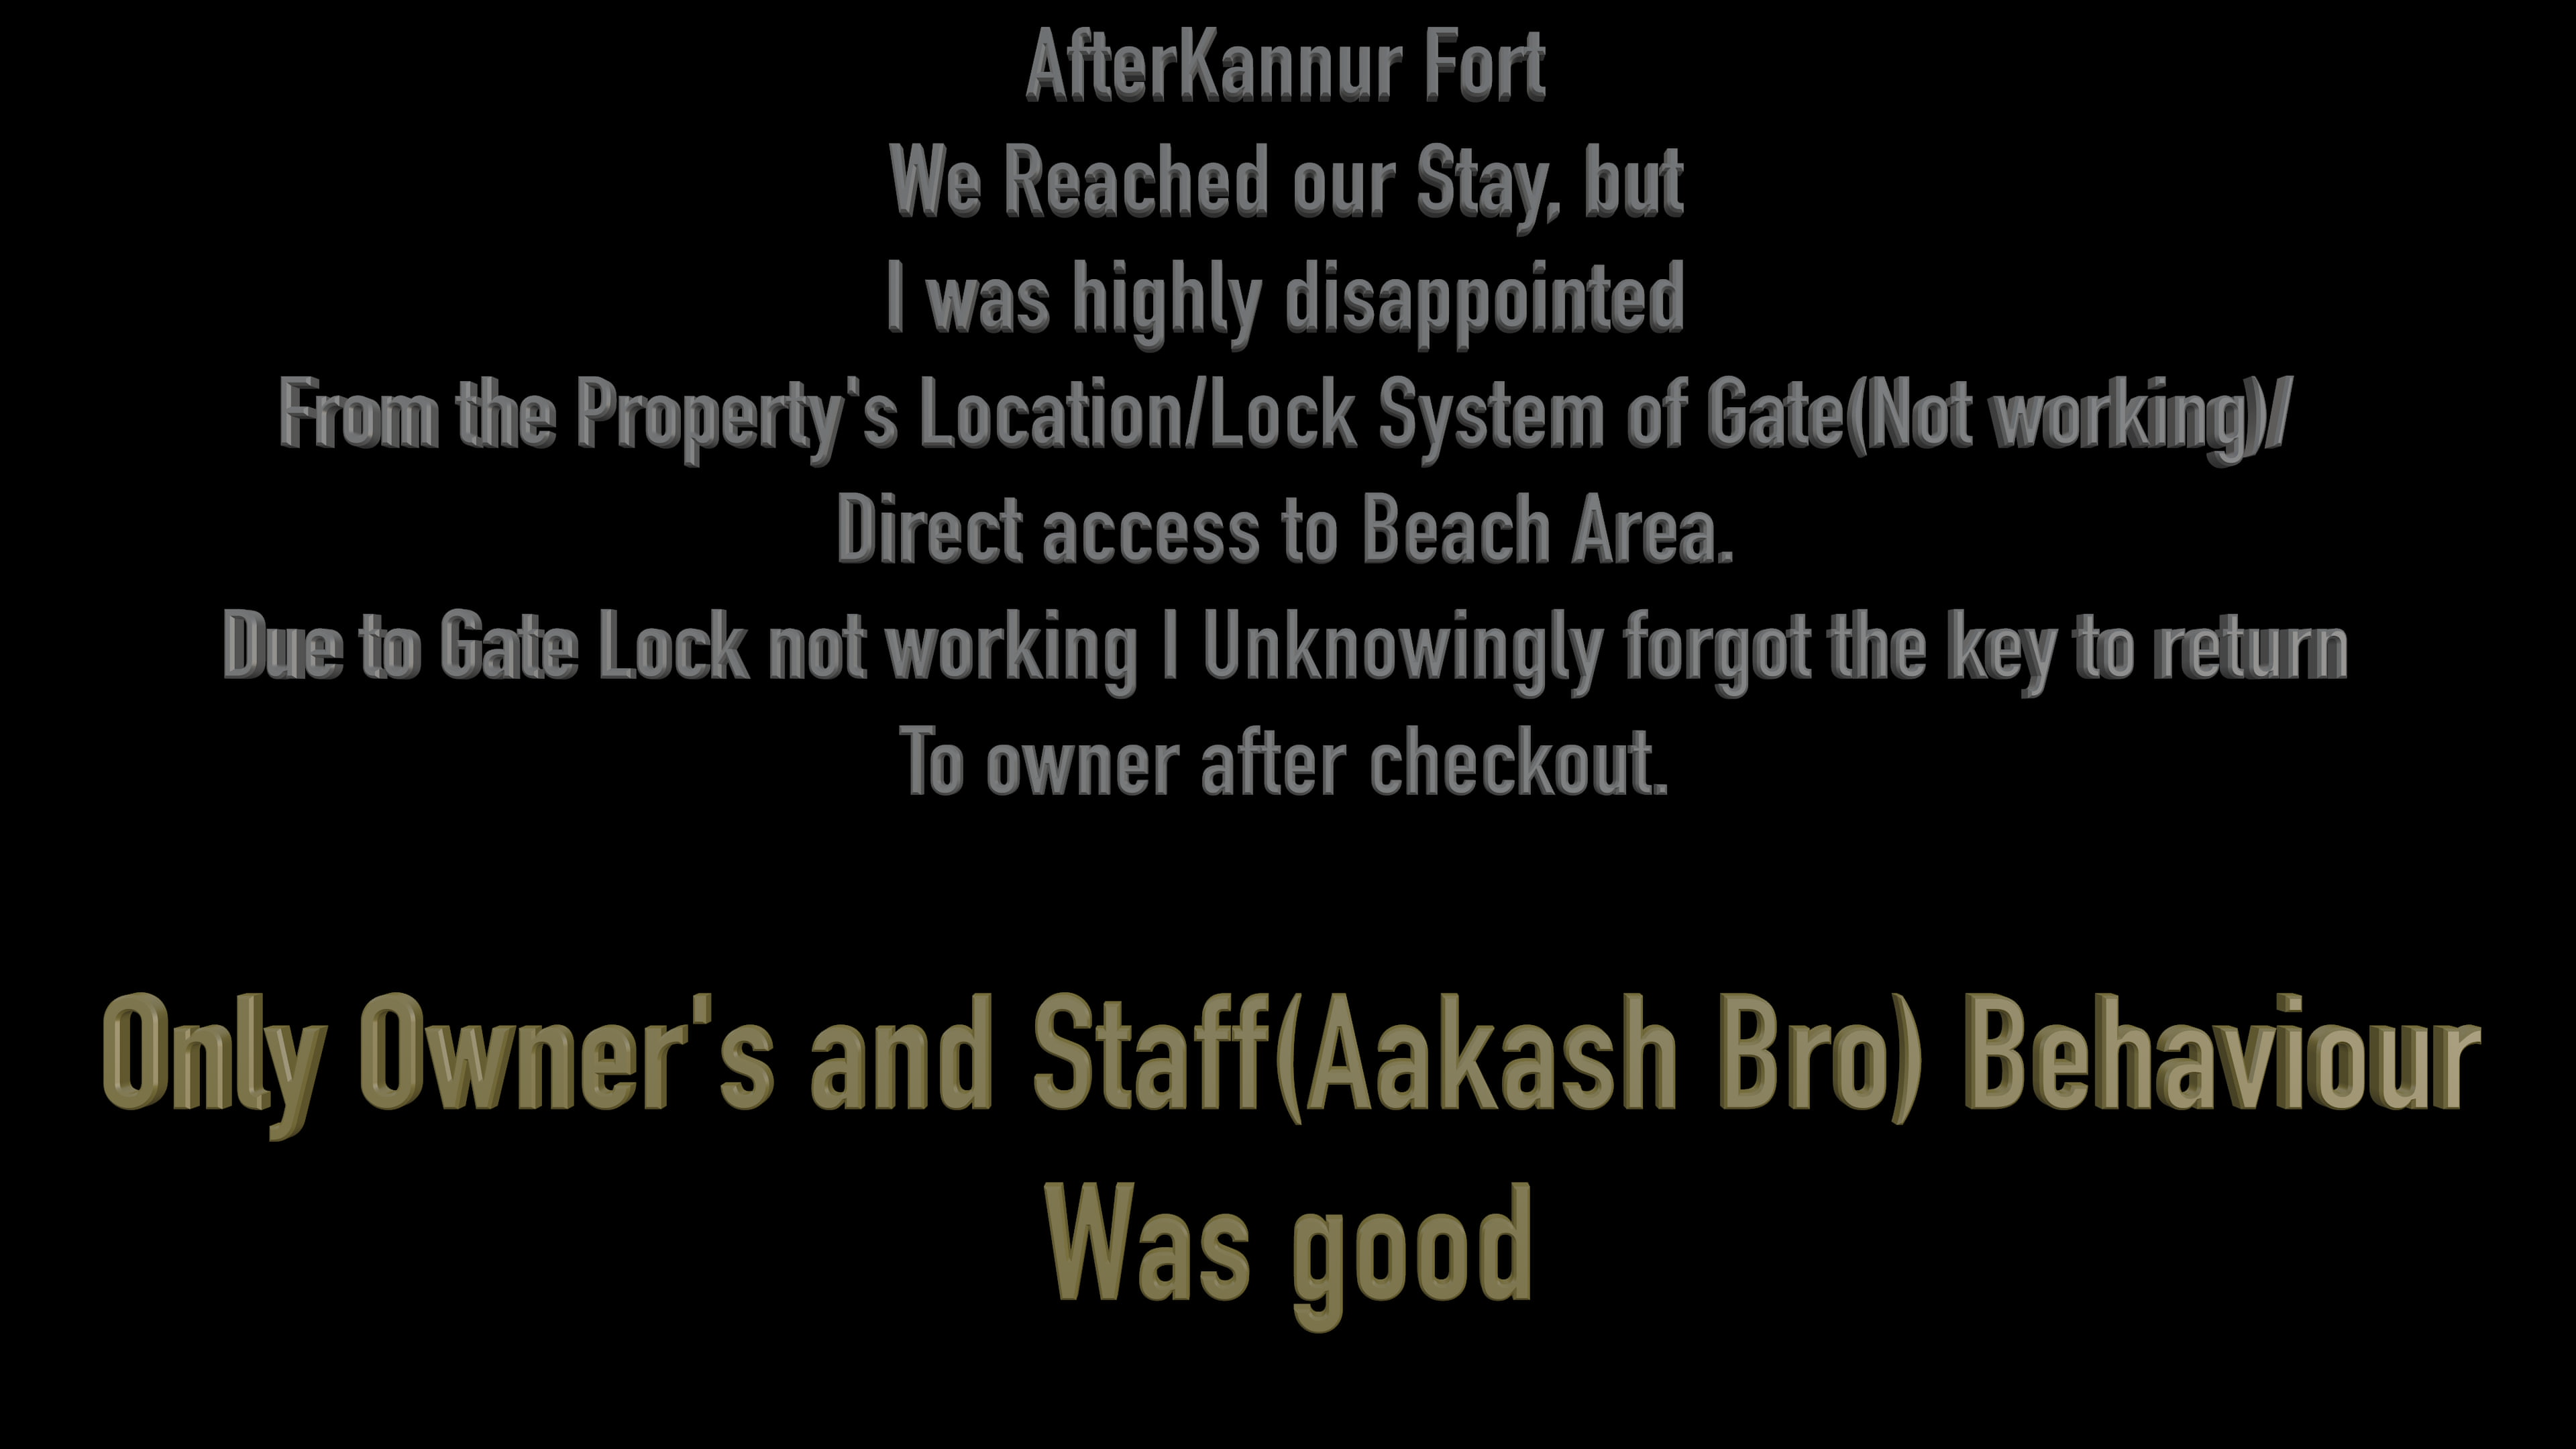 AfterKannur Fort
We Reached our Stay, but
I was highly disappointed
From the Property's Location/Lock System of Gate(Not working)/
Direct access to Beach Area.
Due to Gate Lock not working I Unknowingly forgot the key to return
To owner after checkout.
Only Owner's and Staff(Aakash Bro) Behaviour
Was good